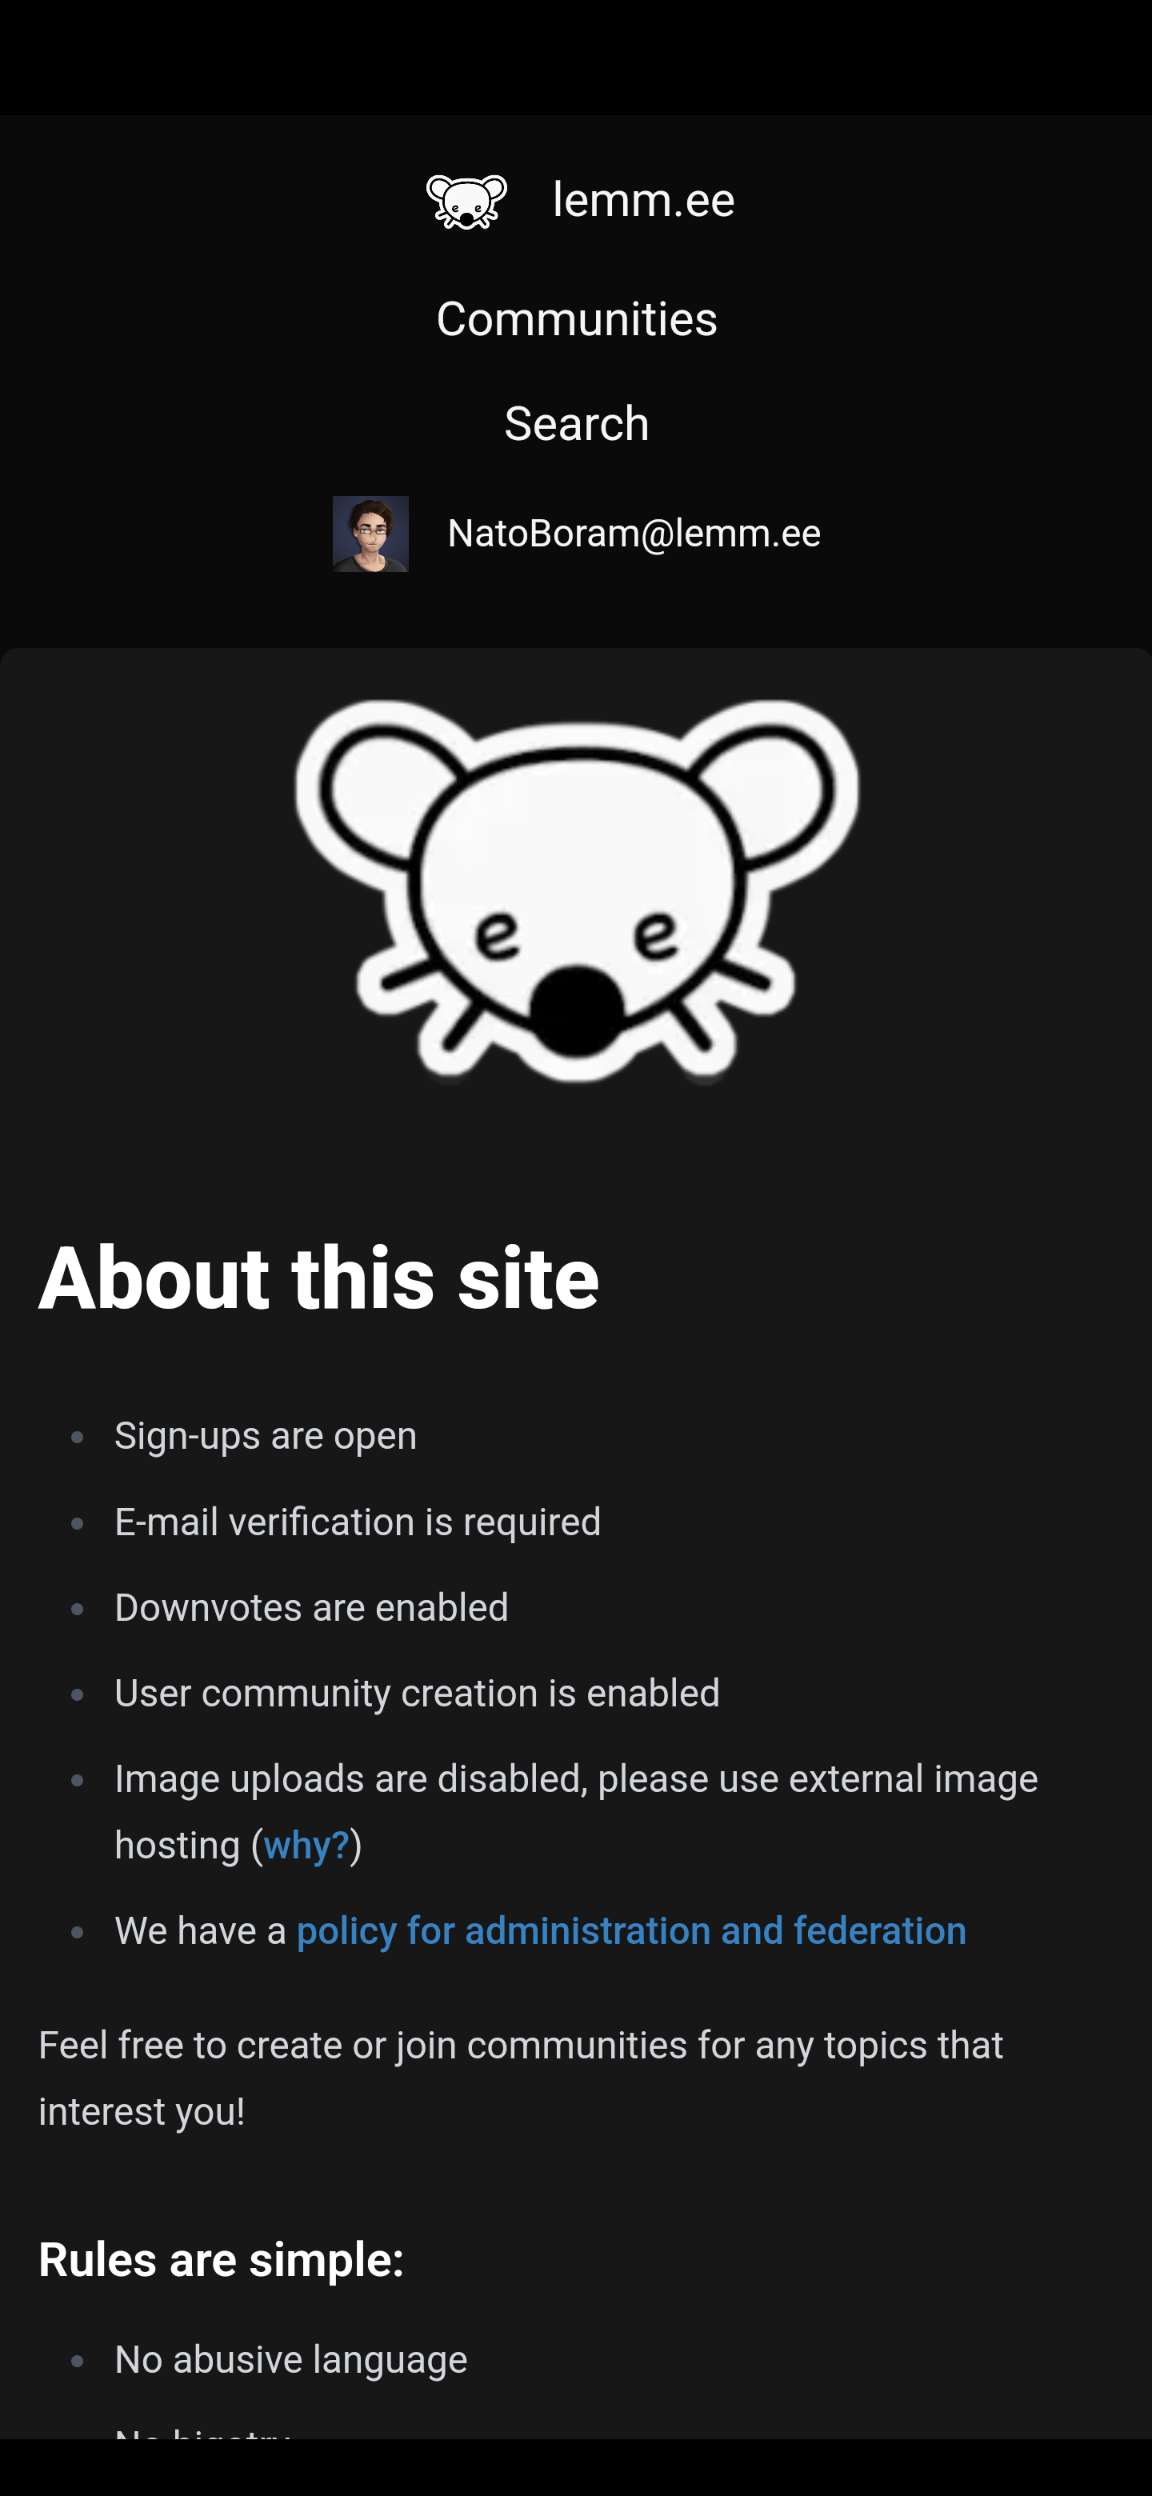 lemm.ee
Communities
Search
NatoBoram@lemm.ee
e e
About this site
Sign-ups are open
E-mail verification is required
Downvotes are enabled
User community creation is enabled
Image uploads are disabled, please use external image
hosting (why?)
We have a policy for administration and federation
Feel free to create or join communities for any topics that
interest you!
Rules are simple:
No abusive language